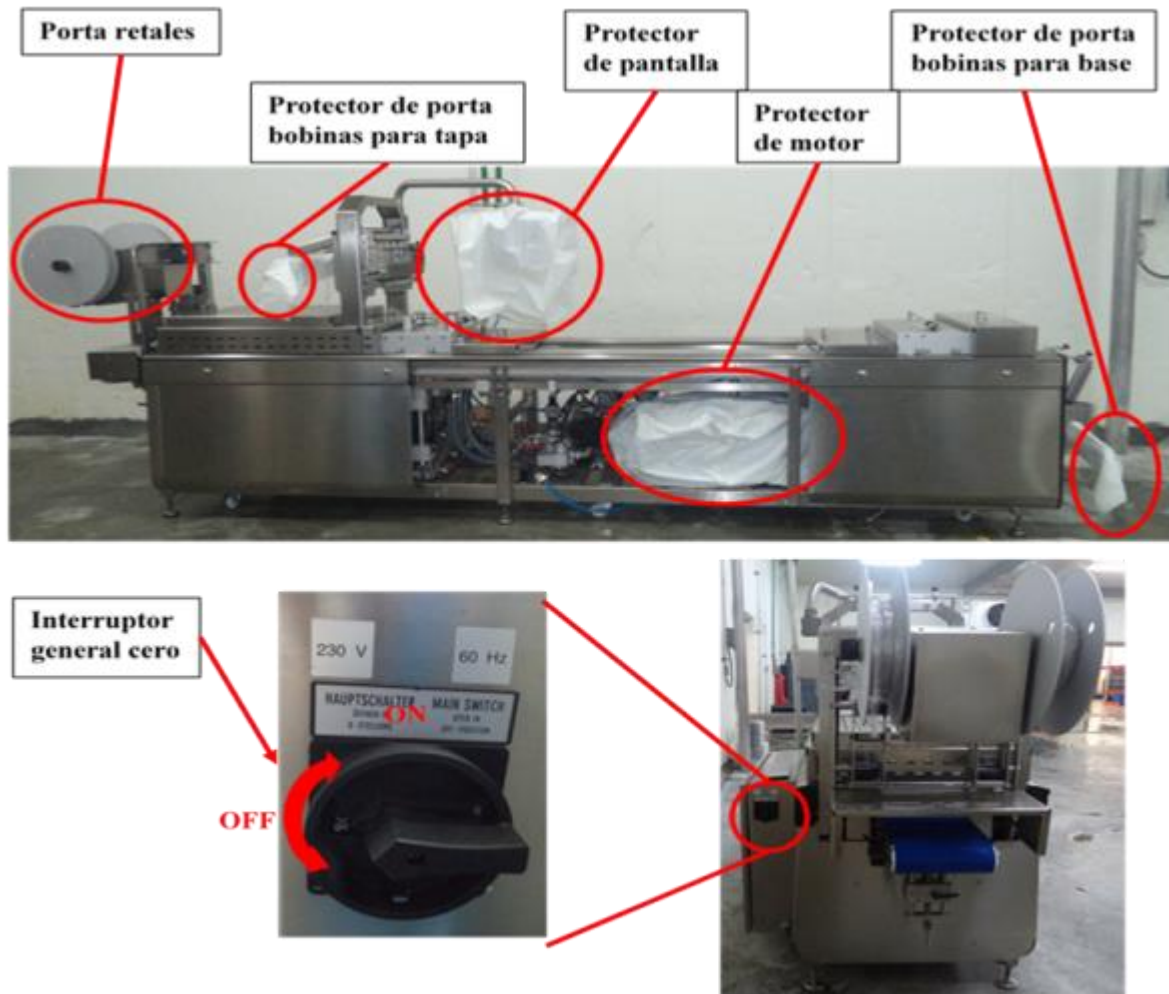 Porta retales
Protector de porta
bobinas para tapa
Protector
de pantalla
Protector
de motor
Protector de porta
bobinas para base
Interruptor
general cero
230 V
60 Hz
HAUPTSCHALTER
MAIN SWITCH
ON
OFF